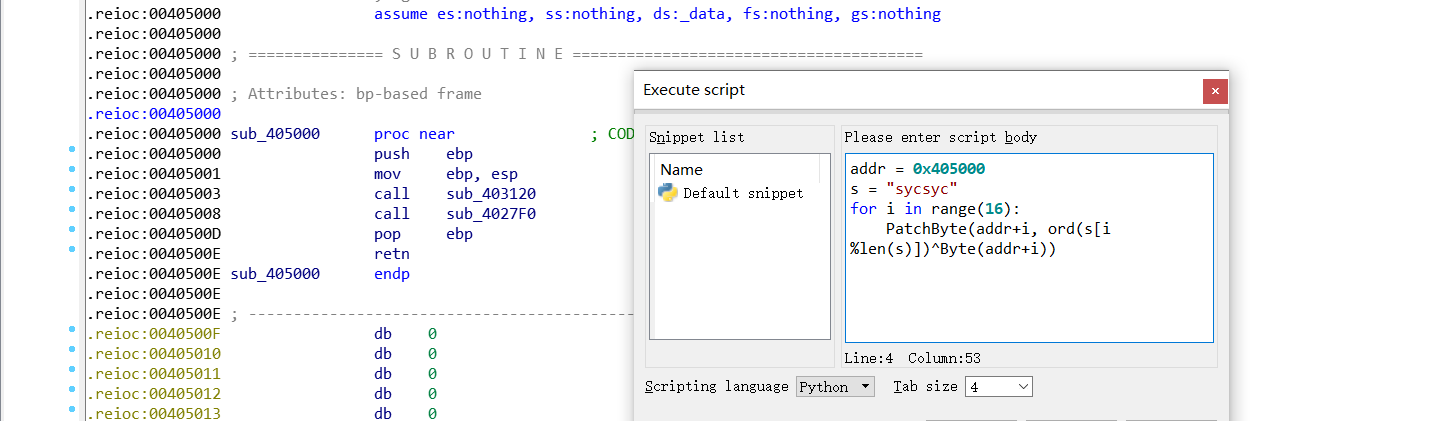 .reioc:00405000 assume es:nothing, ss:nothing, ds:_data, fs:nothing, gs:nothing
.reioc:00405000
.reioc:00405000 ; =============== S U B R O U T I N E =======================================
.reioc:00405000
.reioc:00405000 ; Attributes: bp-based frame
.reioc:00405000
.reioc:00405000 sub_405000 proc near ; COD
.reioc:00405000 push ebp
.reioc:00405001 mov ebp, esp
.reioc:00405003 call sub_403120
.reioc:00405008 call sub_4027F0
.reioc:0040500D pop ebp
.reioc:0040500E retn
.reioc:0040500E sub_405000 endp
.reioc:0040500E
.reioc:0040500E ; ---------------------------------------------
.reioc:0040500F db 0
.reioc:00405010 db 0
.reioc:00405011 db 0
.reioc:00405012 db 0
.reioc:00405013 db 0
Execute script
×
Snippet list
Name
Default snippet
Please enter script body
addr = 0x405000
s = "sycsyc"
for i in range(16):
    PatchByte(addr+i, ord(s[i
%len(s)])^Byte(addr+i))
Line:4 Column:53
Scripting language Python Tab size 4